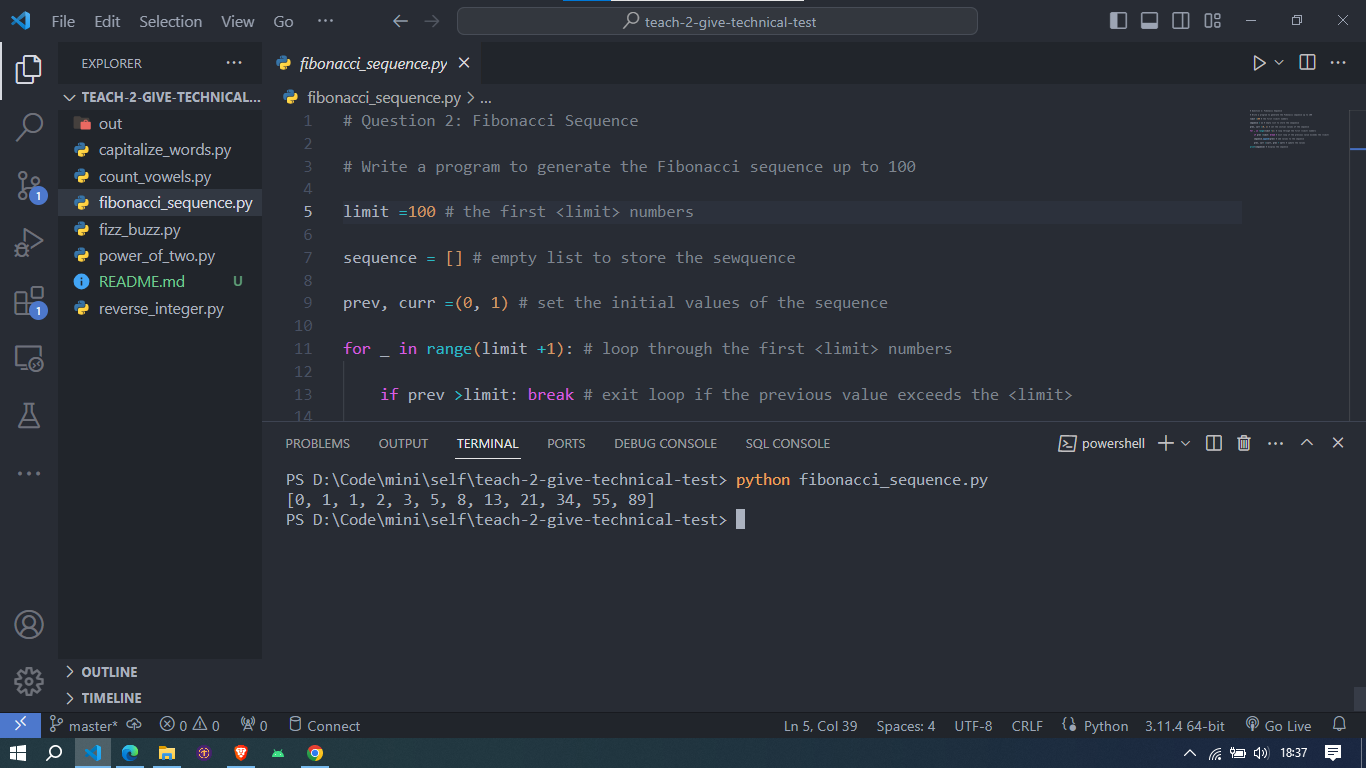 File Edit Selection View Go ··· teach-2-give-technical-test
EXPLORER ···
TEACH-2-GIVE-TECHNICAL...
out
capitalize_words.py
count_vowels.py
fibonacci_sequence.py
fizz_buzz.py
power_of_two.py
README.md U
reverse_integer.py
1
1
OUTLINE
TIMELINE
fibonacci_sequence.py
fibonacci_sequence.py > ...
1 # Question 2: Fibonacci Sequence
2
3 # Write a program to generate the Fibonacci sequence up to 100
4
5 limit =100 # the first <limit> numbers
6
7 sequence = [] # empty list to store the sewquence
8
9 prev, curr =(0, 1) # set the initial values of the sequence
10
11 for _ in range(limit +1): # loop through the first <limit> numbers
12
13 if prev >limit: break # exit loop if the previous value exceeds the <limit>
14
PROBLEMS OUTPUT TERMINAL PORTS DEBUG CONSOLE SQL CONSOLE powershell
PS D:\Code\mini\self\teach-2-give-technical-test> python fibonacci_sequence.py
[0, 1, 1, 2, 3, 5, 8, 13, 21, 34, 55, 89]
PS D:\Code\mini\self\teach-2-give-technical-test>
master* 0 0 0 Connect Ln 5, Col 39 Spaces: 4 UTF-8 CRLF Python 3.11.4 64-bit Go Live
18:37